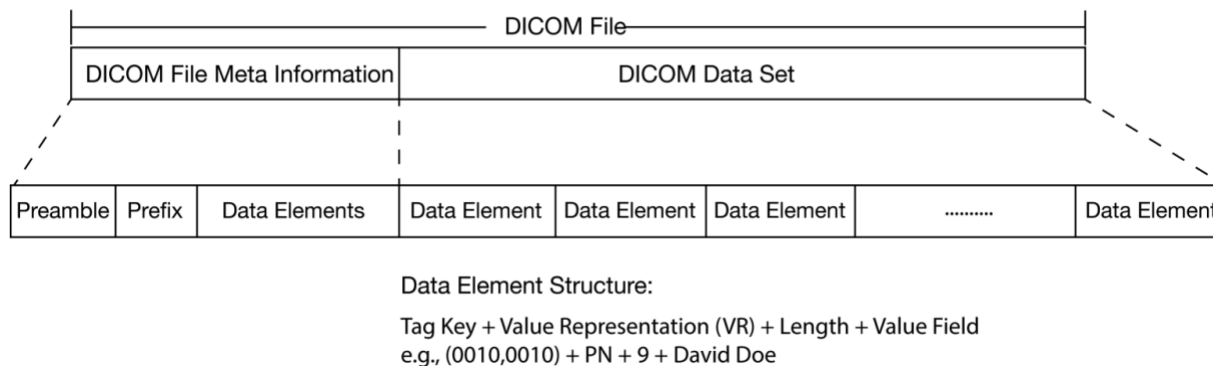 DICOM File
DICOM File Meta Information
DICOM Data Set
Preamble
Prefix
Data Elements
Data Element
Data Element
Data Element
..........
Data Element
Data Element Structure:
Tag Key + Value Representation (VR) + Length + Value Field
e.g., (0010,0010) + PN + 9 + David Doe